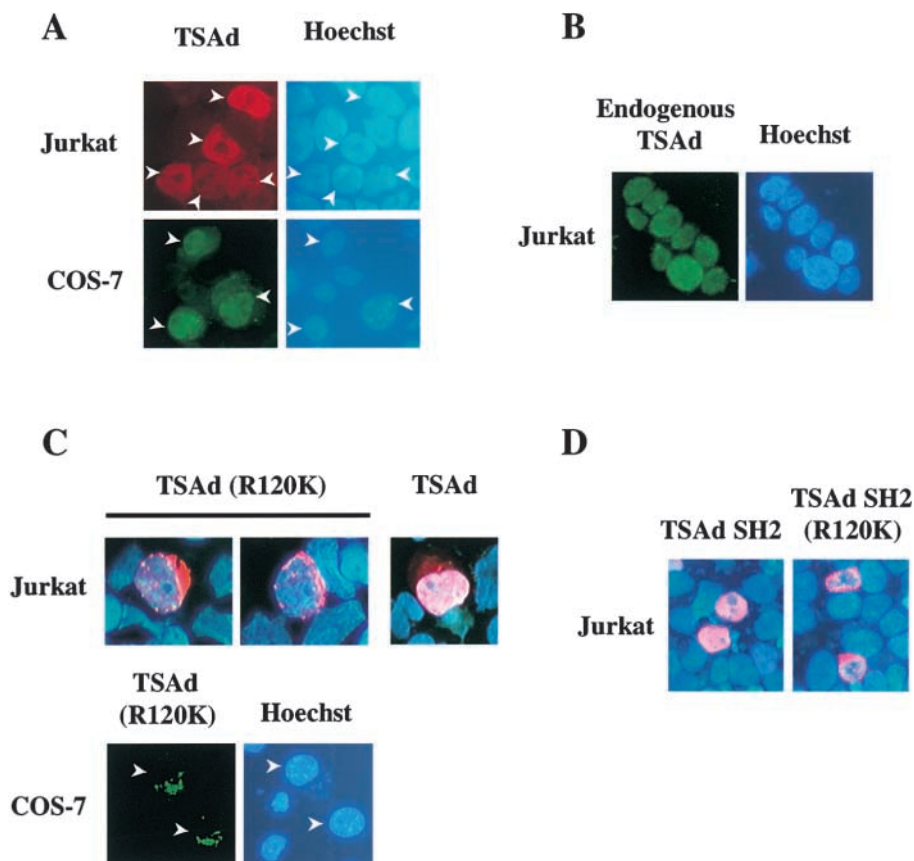 A
TSAd Hoechst
Jurkat
COS-7
B
Endogenous
TSAd Hoechst
Jurkat
C
TSAd (R120K) TSAd
Jurkat
TSAd
(R120K) Hoechst
COS-7
D
TSAd SH2 TSAd SH2
(R120K)
Jurkat